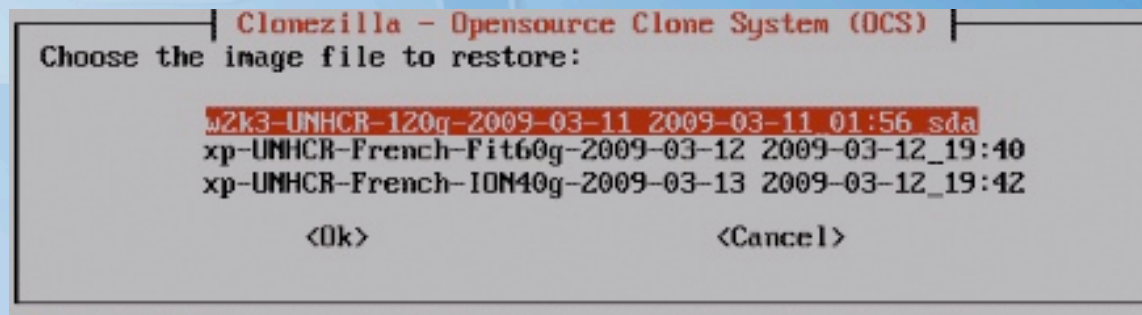 Clonezilla - Opensource Clone System (OCS)
Choose the image file to restore:
w2k3-UNHCR-120g-2009-03-11 2009-03-11_01:56_sda
xp-UNHCR-French-Fit60g-2009-03-12 2009-03-12_19:40
xp-UNHCR-French-ION40g-2009-03-13 2009-03-12_19:42
<Ok> <Cancel>